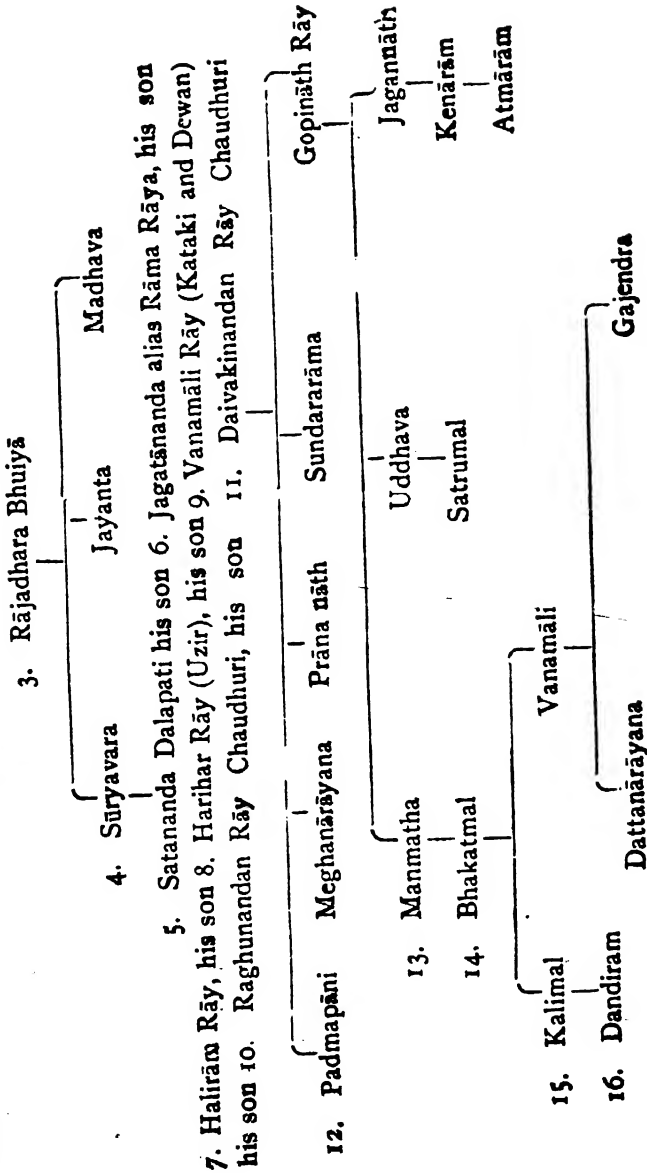 3. Rājadhara Bhuiyā
4. Sūryavara Jayanta Madhava
5. Satananda Dalapati his son 6. Jagatānanda alias Rāma Rāya, his son
7. Halirām Rāy, his son 8. Harihar Rāy (Uzir), his son 9. Vanamāli Rāy (Kataki and Dewan)
his son 10. Raghunandan Rāy Chaudhuri, his son 11. Daivakinandan Rāy Chaudhuri
12. Padmapāni Meghanārāyana Prāna nāth Sundararāma Gopināth Rāy
13. Manmatha Uddhava Jagannāth
14. Bhakatmal Satrumal Kenārām
Atmārām
15. Kalimal Vanamāli
16. Dandiram Dattanārāyana Gajendra